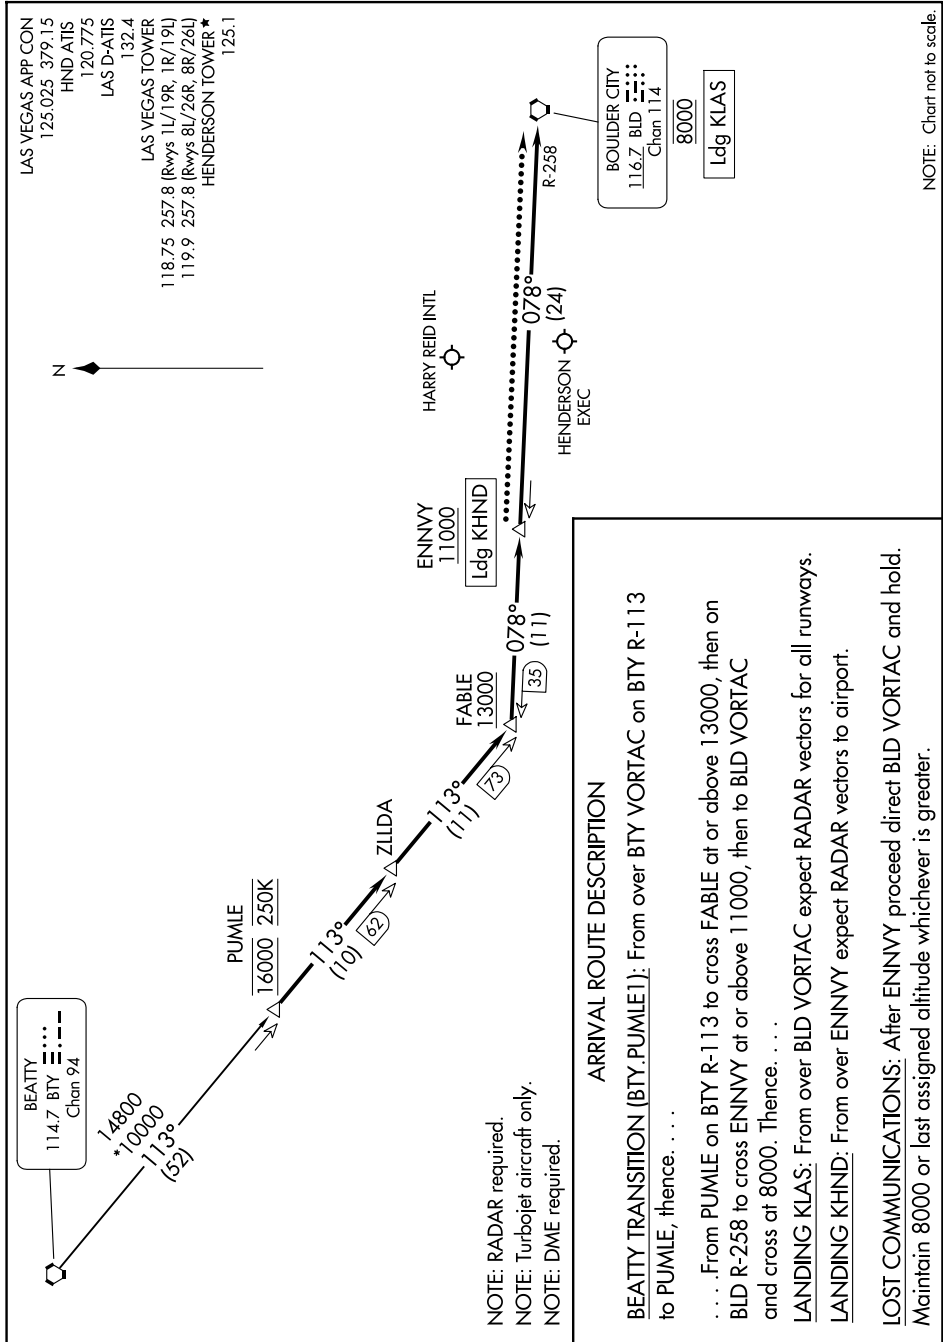 LAS VEGAS APP CON
125.025 379.15
HND ATIS
120.775
LAS D-ATIS
132.4
LAS VEGAS TOWER
118.75 257.8 (Rwys 1L/19R, 1R/19L)
119.9 257.8 (Rwys 8L/26R, 8R/26L)
HENDERSON TOWER★
125.1
N
BEATTY
114.7 BTY
Chan 94
14800
*10000
113°
(52)
PUMLE
16000 250K
113°
(10)
62
ZLLDA
113°
(11)
73
FABLE
13000
35
078°
(11)
ENNVY
11000
Ldg KHND
HARRY REID INTL
HENDERSON
EXEC
078°
(24)
R-258
BOULDER CITY
116.7 BLD
Chan 114
8000
Ldg KLAS
NOTE: RADAR required.
NOTE: Turbojet aircraft only.
NOTE: DME required.
NOTE: Chart not to scale.
ARRIVAL ROUTE DESCRIPTION
BEATTY TRANSITION (BTY.PUMLE1): From over BTY VORTAC on BTY R-113
to PUMLE, thence. . . .
. . . .From PUMLE on BTY R-113 to cross FABLE at or above 13000, then on
BLD R-258 to cross ENNVY at or above 11000, then to BLD VORTAC
and cross at 8000. Thence. . . .
LANDING KLAS: From over BLD VORTAC expect RADAR vectors for all runways.
LANDING KHND: From over ENNVY expect RADAR vectors to airport.
LOST COMMUNICATIONS: After ENNVY proceed direct BLD VORTAC and hold.
Maintain 8000 or last assigned altitude whichever is greater.